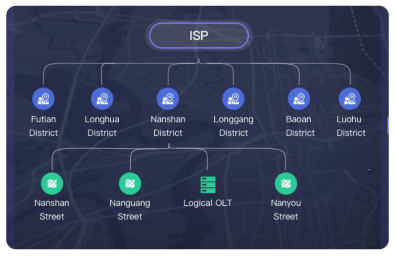 ISP
Futian Longhua Nanshan Longgang Baoan Luohu
District District District District District District
Nanshan Nanguang Logical OLT Nanyou
Street Street Street